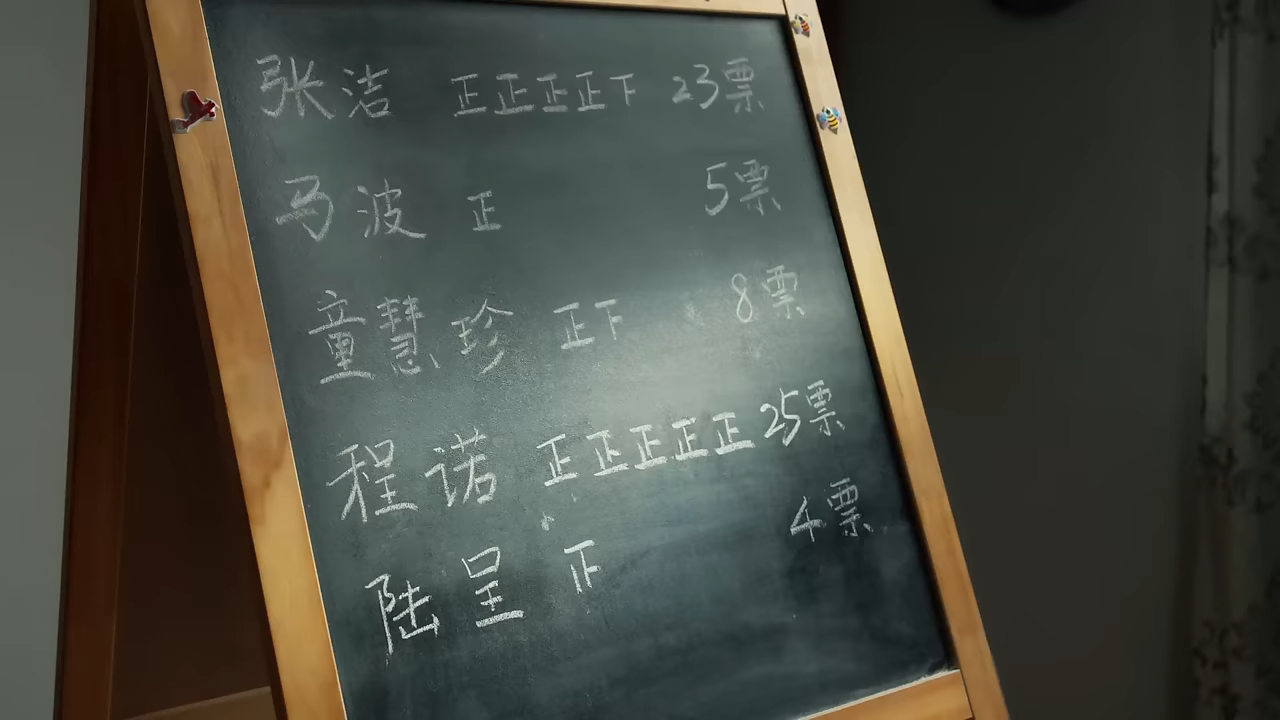 张洁 正正正正下 23票
马波 正 5票
童慧珍 正下 8票
程诺 正正正正正 25票
陆呈 𣥂 4票